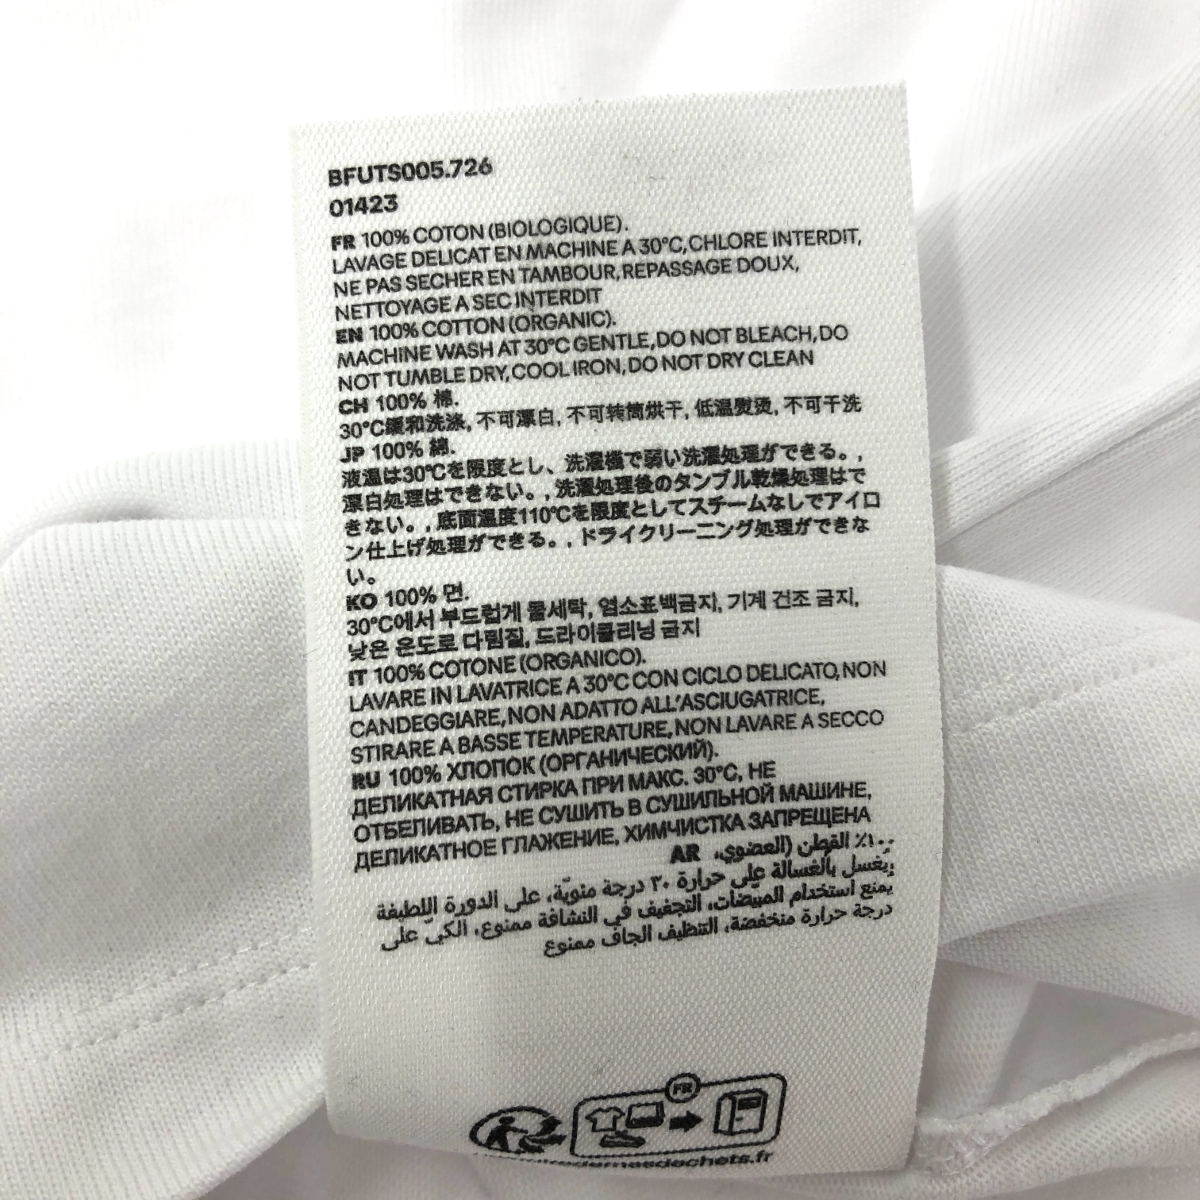 BFUTS005.726
01423
FR 100% COTON (BIOLOGIQUE).
LAVAGE DELICAT EN MACHINE A 30°C, CHLORE INTERDIT,
NE PAS SECHER EN TAMBOUR, REPASSAGE DOUX,
NETTOYAGE A SEC INTERDIT
EN 100% COTTON (ORGANIC).
MACHINE WASH AT 30°C GENTLE, DO NOT BLEACH, DO
NOT TUMBLE DRY, COOL IRON, DO NOT DRY CLEAN
CH 100% 棉.
30°C缓和洗涤, 不可漂白, 不可转筒烘干, 低温熨烫, 不可干洗
JP 100% 綿.
液温は30℃を限度とし、洗濯機で弱い洗濯処理ができる。,
漂白処理はできない。, 洗濯処理後のタンブル乾燥処理はで
きない。, 底面温度110℃を限度としてスチームなしでアイロ
ン仕上げ処理ができる。, ドライクリーニング処理ができな
い。
KO 100% 면.
30°C에서 부드럽게 물세탁, 염소표백금지, 기계 건조 금지,
낮은 온도로 다림질, 드라이클리닝 금지
IT 100% COTONE (ORGANICO).
LAVARE IN LAVATRICE A 30°C CON CICLO DELICATO, NON
CANDEGGIARE, NON ADATTO ALL'ASCIUGATRICE,
STIRARE A BASSE TEMPERATURE, NON LAVARE A SECCO
RU 100% ХЛОПОК (ОРГАНИЧЕСКИЙ).
ДЕЛИКАТНАЯ СТИРКА ПРИ МАКС. 30°C, НЕ
ОТБЕЛИВАТЬ, НЕ СУШИТЬ В СУШИЛЬНОЙ МАШИНЕ,
ДЕЛИКАТНОЕ ГЛАЖЕНИЕ, ХИМЧИСТКА ЗАПРЕЩЕНА
١٠٠٪ القطن (العضوي، AR
يغسل بالغسالة على حرارة ٣٠ درجة مئويّة، على الدورة اللطيفة
يمنع استخدام المبيّضات، التجفيف في النشافة ممنوع، الكيّ على
درجة حرارة منخفضة، التنظيف الجاف ممنوع
FR